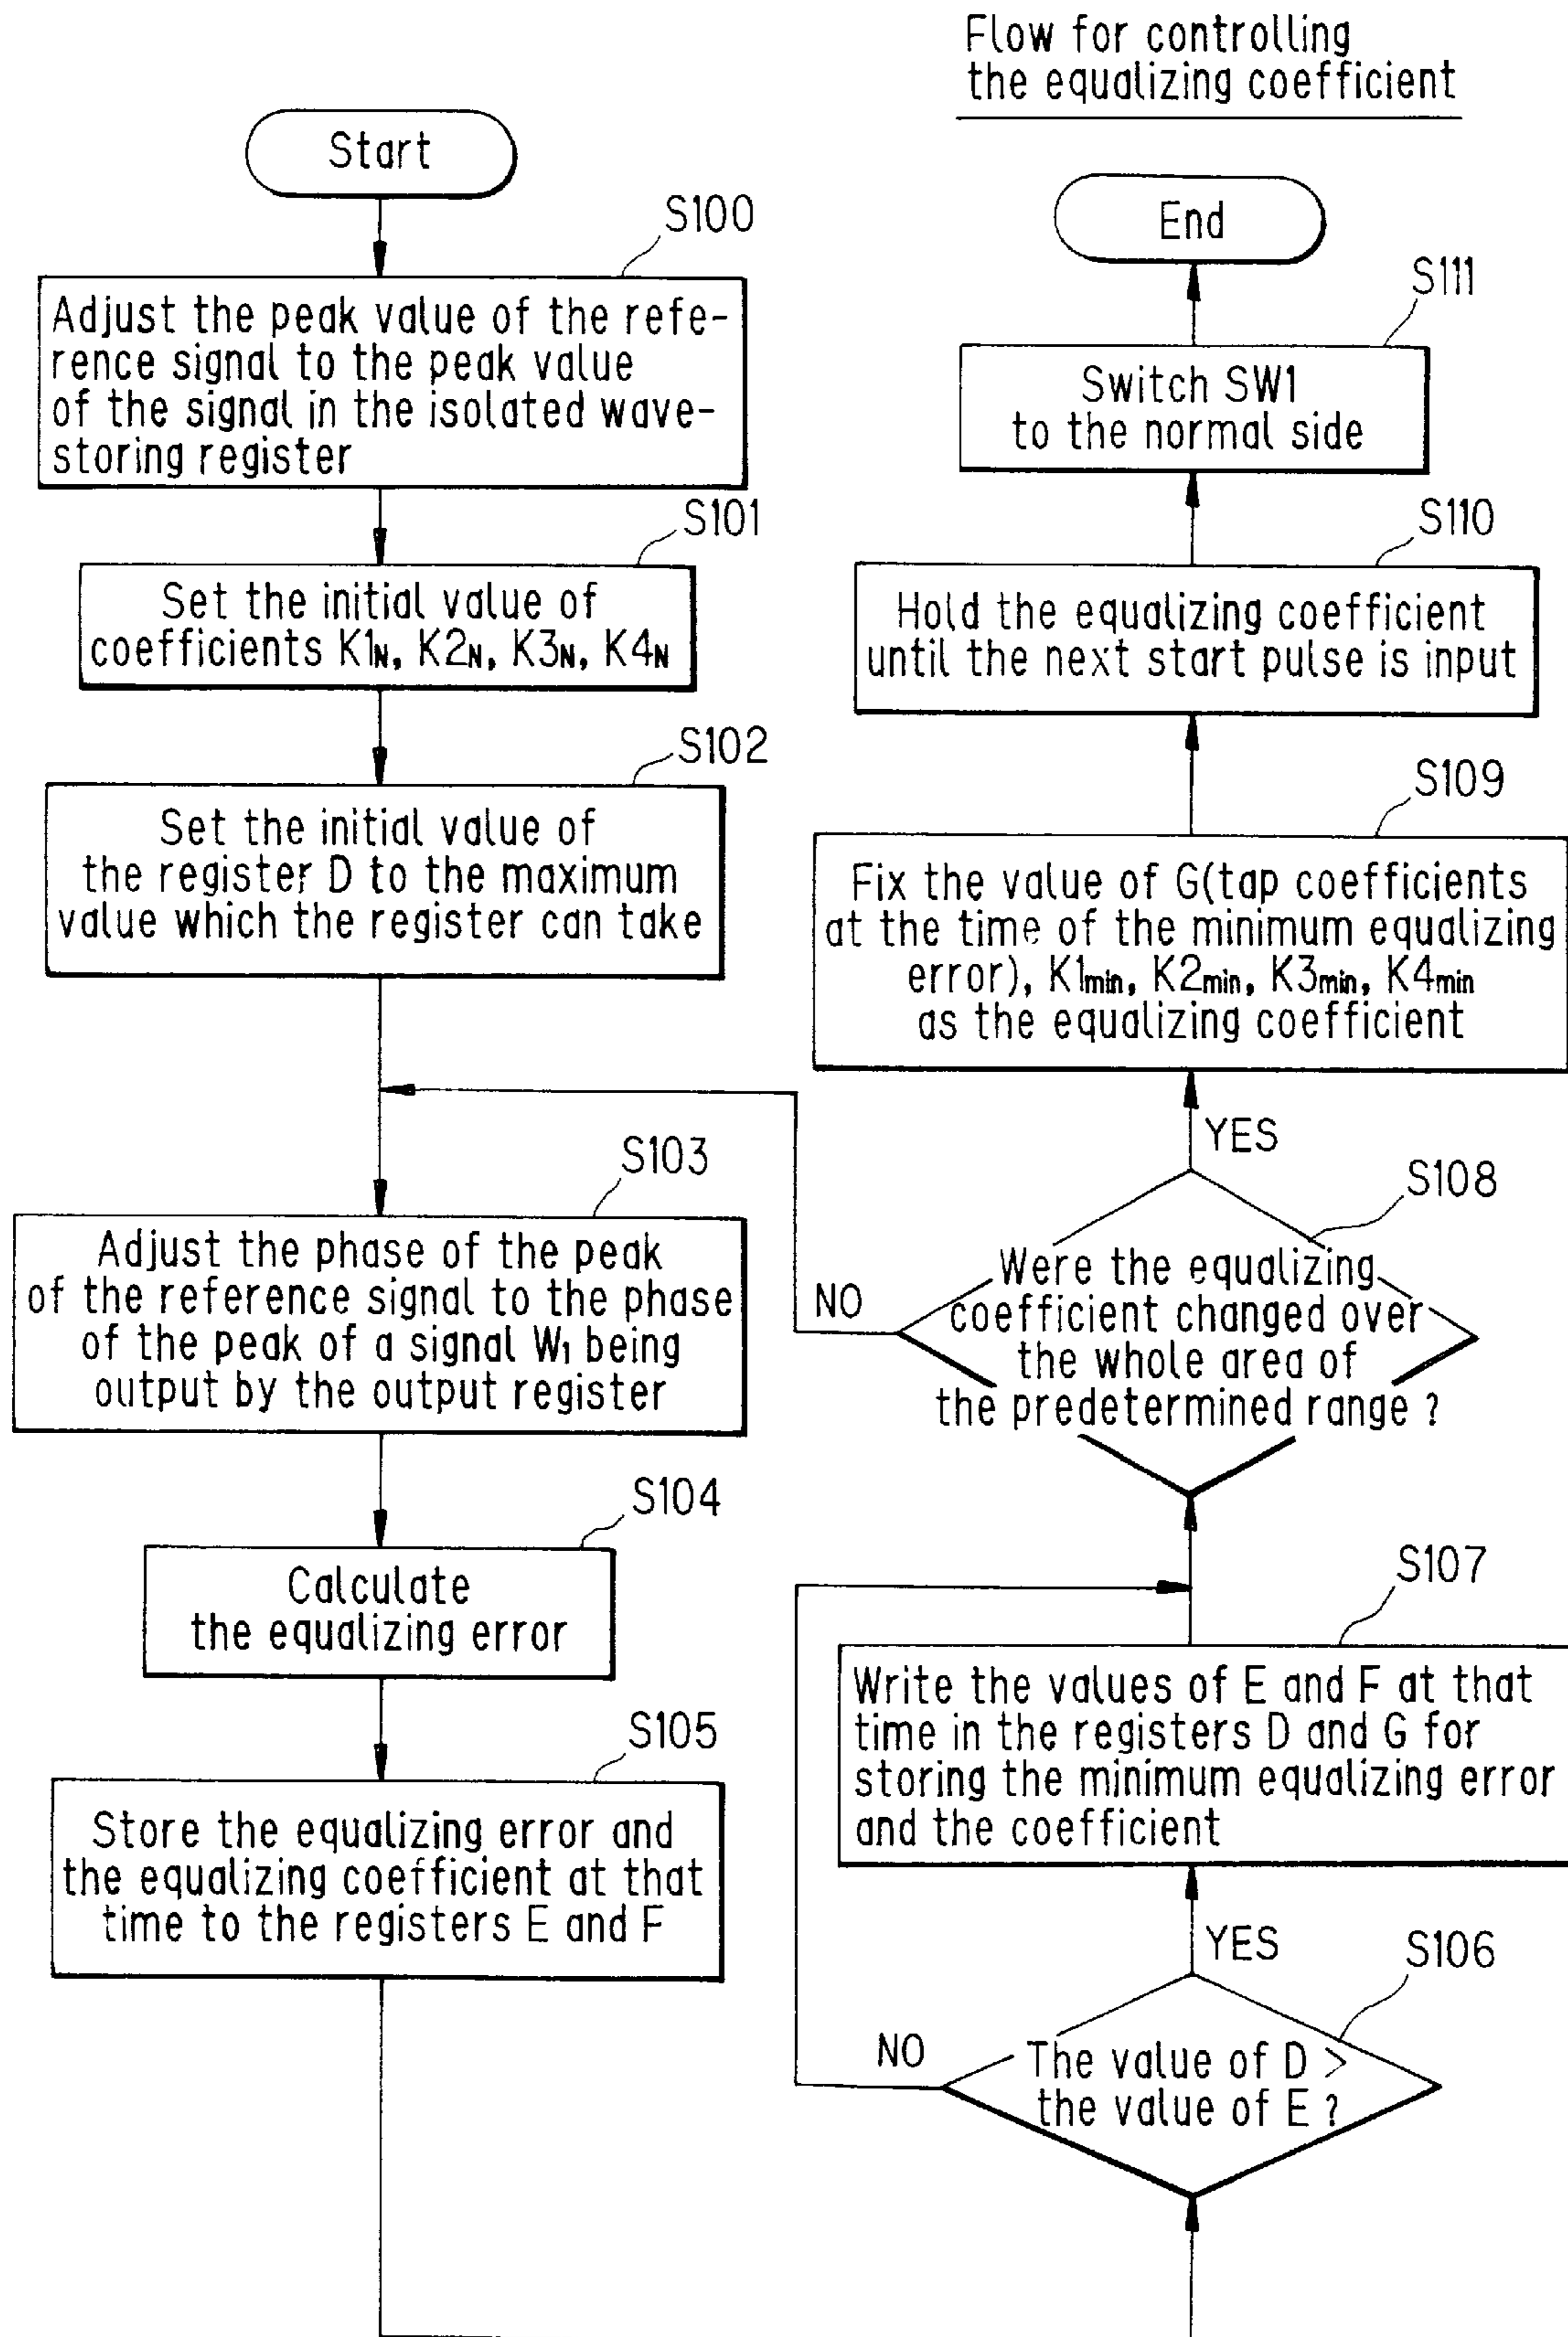 Flow for controlling
the equalizing coefficient
Start
S100
Adjust the peak value of the refe-
rence signal to the peak value
of the signal in the isolated wave-
storing register
S101
Set the initial value of
coefficients K1N, K2N, K3N, K4N
S102
Set the initial value of
the register D to the maximum
value which the register can take
S103
Adjust the phase of the peak
of the reference signal to the phase
of the peak of a signal W1 being
output by the output register
S104
Calculate
the equalizing error
S105
Store the equalizing error and
the equalizing coefficient at that
time to the registers E and F
S106
The value of D >
the value of E ?
NO
YES
S107
Write the values of E and F at that
time in the registers D and G for
storing the minimum equalizing error
and the coefficient
S108
Were the equalizing
coefficient changed over
the whole area of
the predetermined range ?
NO
YES
S109
Fix the value of G(tap coefficients
at the time of the minimum equalizing
error), K1min, K2min, K3min, K4min
as the equalizing coefficient
S110
Hold the equalizing coefficient
until the next start pulse is input
S111
Switch SW1
to the normal side
End